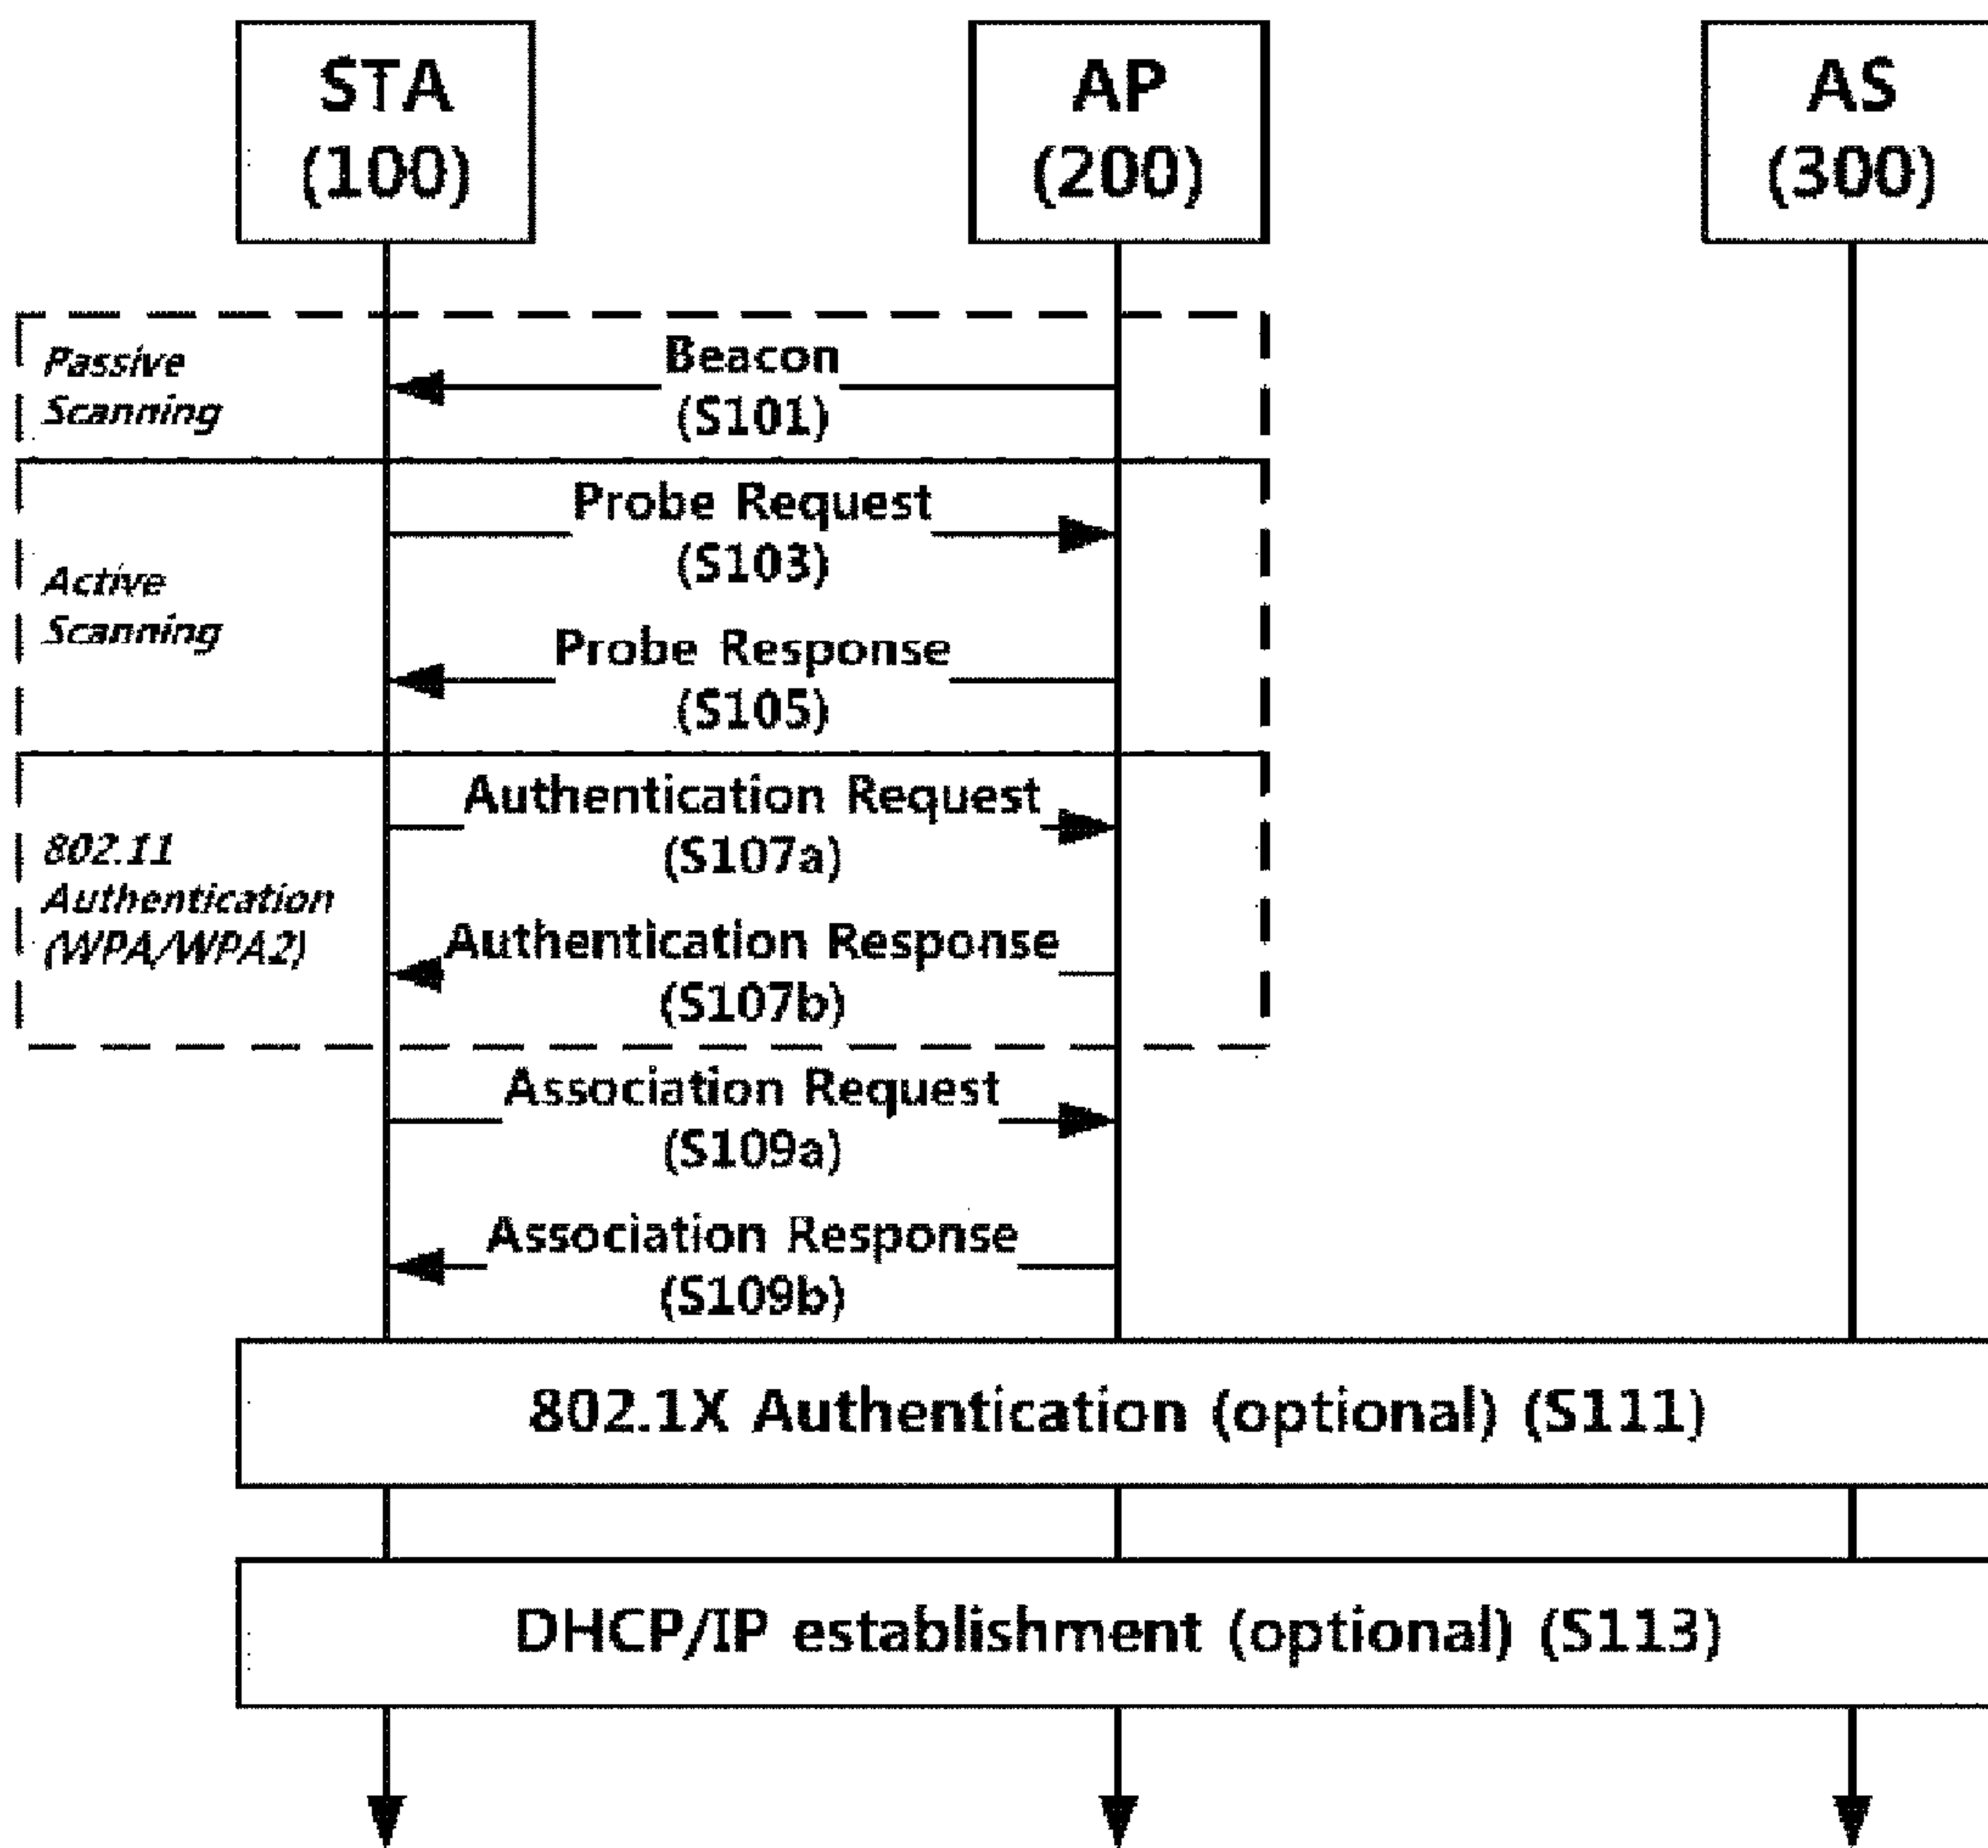 STA
(100)
AP
(200)
AS
(300)
Passive
Scanning
Beacon
(S101)
Active
Scanning
Probe Request
(S103)
Probe Response
(S105)
802.11
Authentication
(WPA/WPA2)
Authentication Request
(S107a)
Authentication Response
(S107b)
Association Request
(S109a)
Association Response
(S109b)
802.1X Authentication (optional) (S111)
DHCP/IP establishment (optional) (S113)